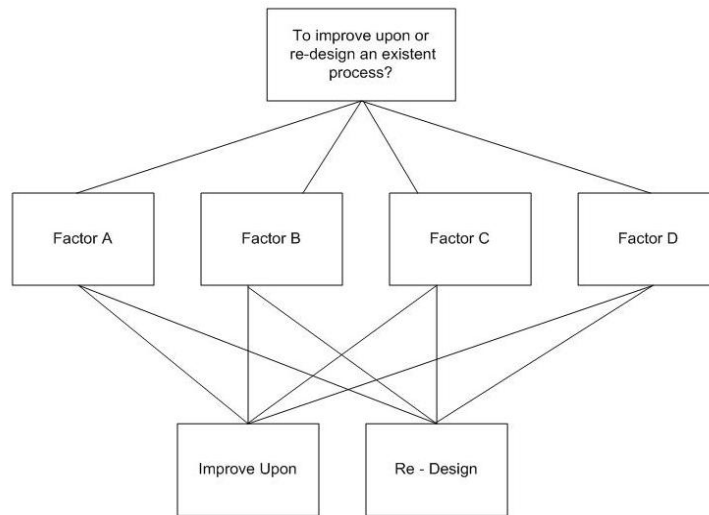 To improve upon or
re-design an existent
process?
Factor A
Factor B
Factor C
Factor D
Improve Upon
Re - Design